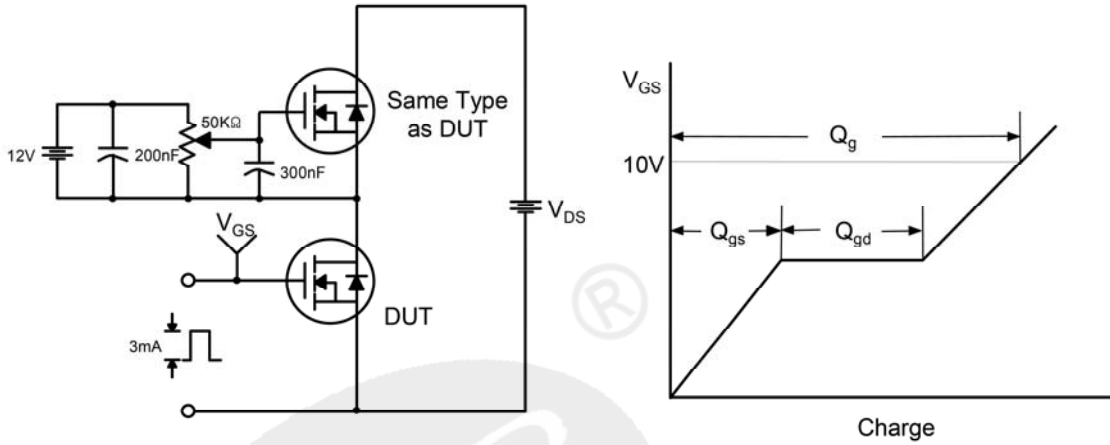 12V
200nF
50KΩ
300nF
Same Type
as DUT
V_DS
V_GS
DUT
3mA
V_GS
10V
Q_g
Q_gs
Q_gd
Charge
®